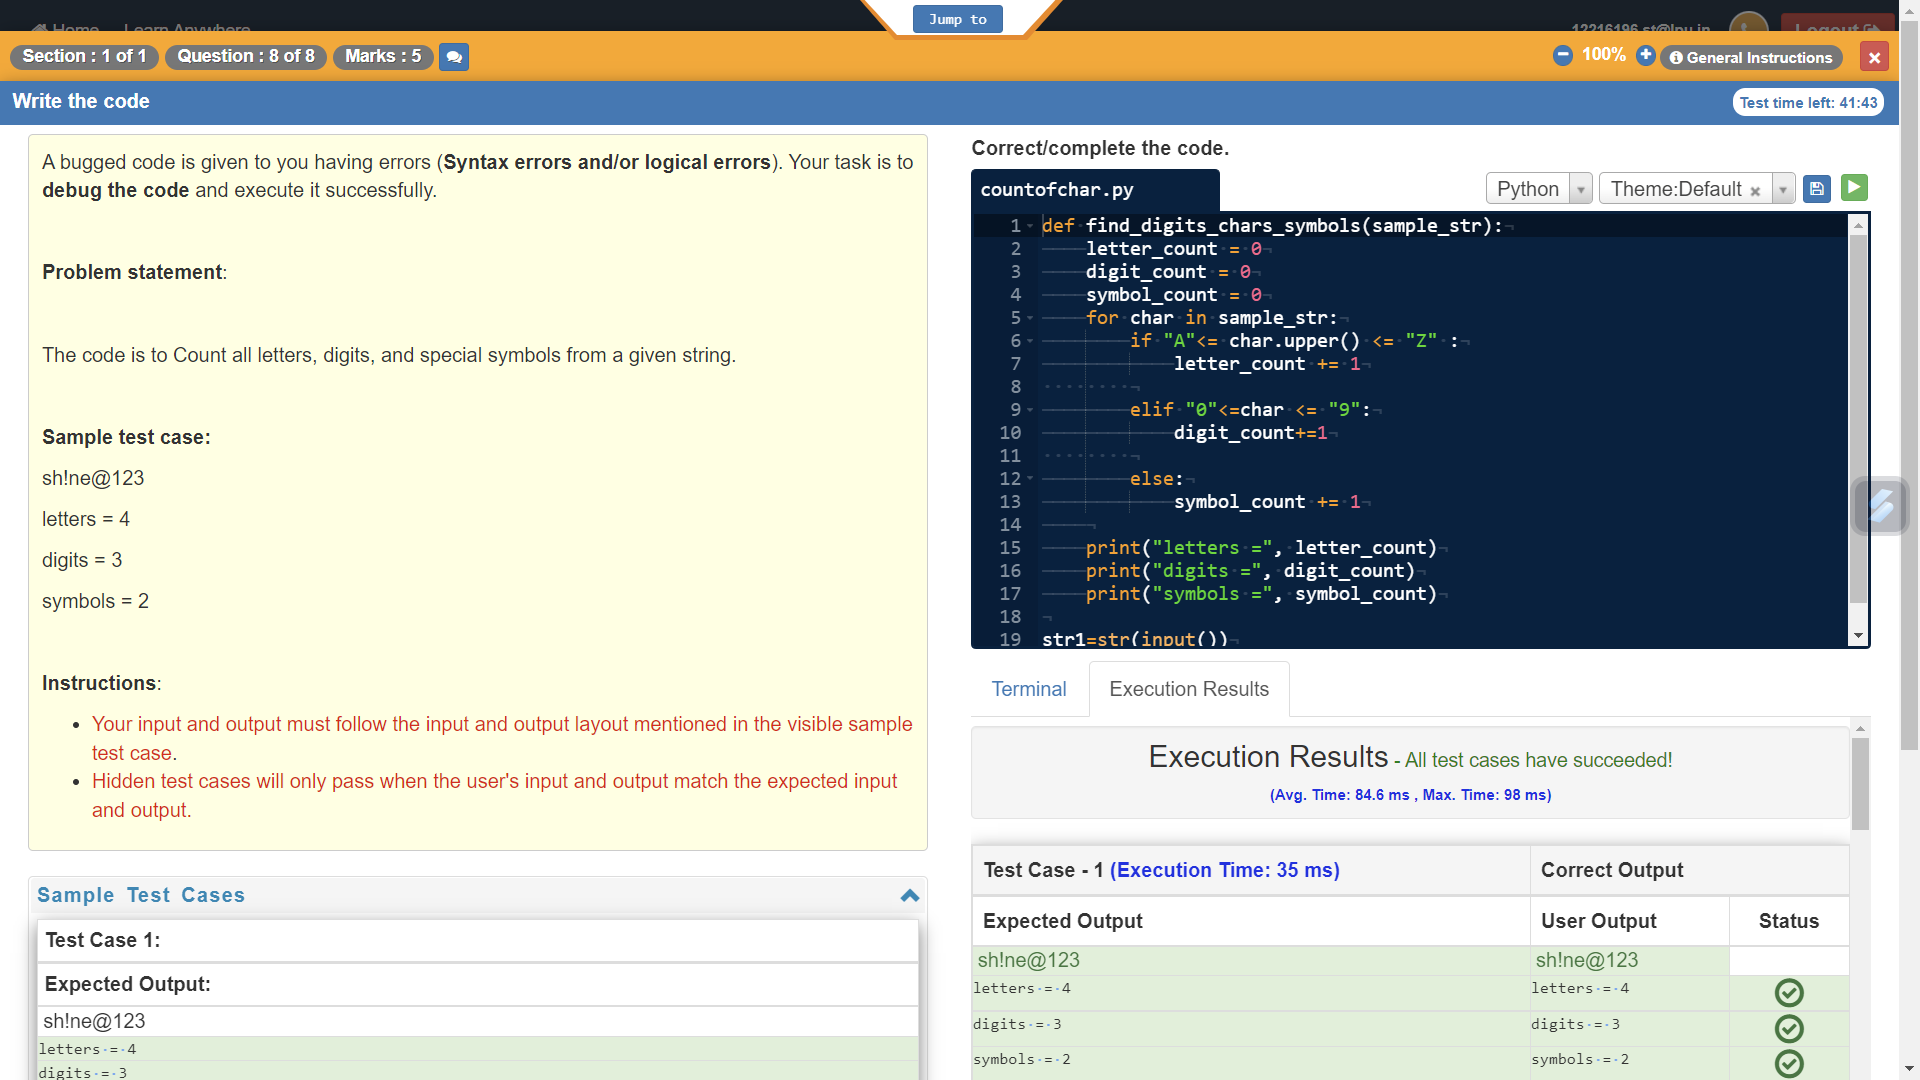 Jump to
Home Learn Anywhere
12216196.st@lpu.in Logout
Section : 1 of 1 Question : 8 of 8 Marks : 5
100% General Instructions
Write the code
Test time left: 41:43
A bugged code is given to you having errors (Syntax errors and/or logical errors). Your task is to
debug the code and execute it successfully.
Problem statement:
The code is to Count all letters, digits, and special symbols from a given string.
Sample test case:
sh!ne@123
letters = 4
digits = 3
symbols = 2
Instructions:
• Your input and output must follow the input and output layout mentioned in the visible sample
test case.
• Hidden test cases will only pass when the user's input and output match the expected input
and output.
Sample Test Cases
Test Case 1:
Expected Output:
sh!ne@123
letters = 4
digits = 3
Correct/complete the code.
countofchar.py
Python Theme:Default ×
1 def find_digits_chars_symbols(sample_str):
2     letter_count = 0
3     digit_count = 0
4     symbol_count = 0
5     for char in sample_str:
6         if "A"<= char.upper() <= "Z" :
7             letter_count += 1
8
9         elif "0"<=char <= "9":
10             digit_count+=1
11
12         else:
13             symbol_count += 1
14
15     print("letters =", letter_count)
16     print("digits =", digit_count)
17     print("symbols =", symbol_count)
18
19 str1=str(input())
Terminal Execution Results
Execution Results - All test cases have succeeded!
(Avg. Time: 84.6 ms , Max. Time: 98 ms)
Test Case - 1 (Execution Time: 35 ms) Correct Output
Expected Output User Output Status
sh!ne@123 sh!ne@123
letters = 4 letters = 4
digits = 3 digits = 3
symbols = 2 symbols = 2